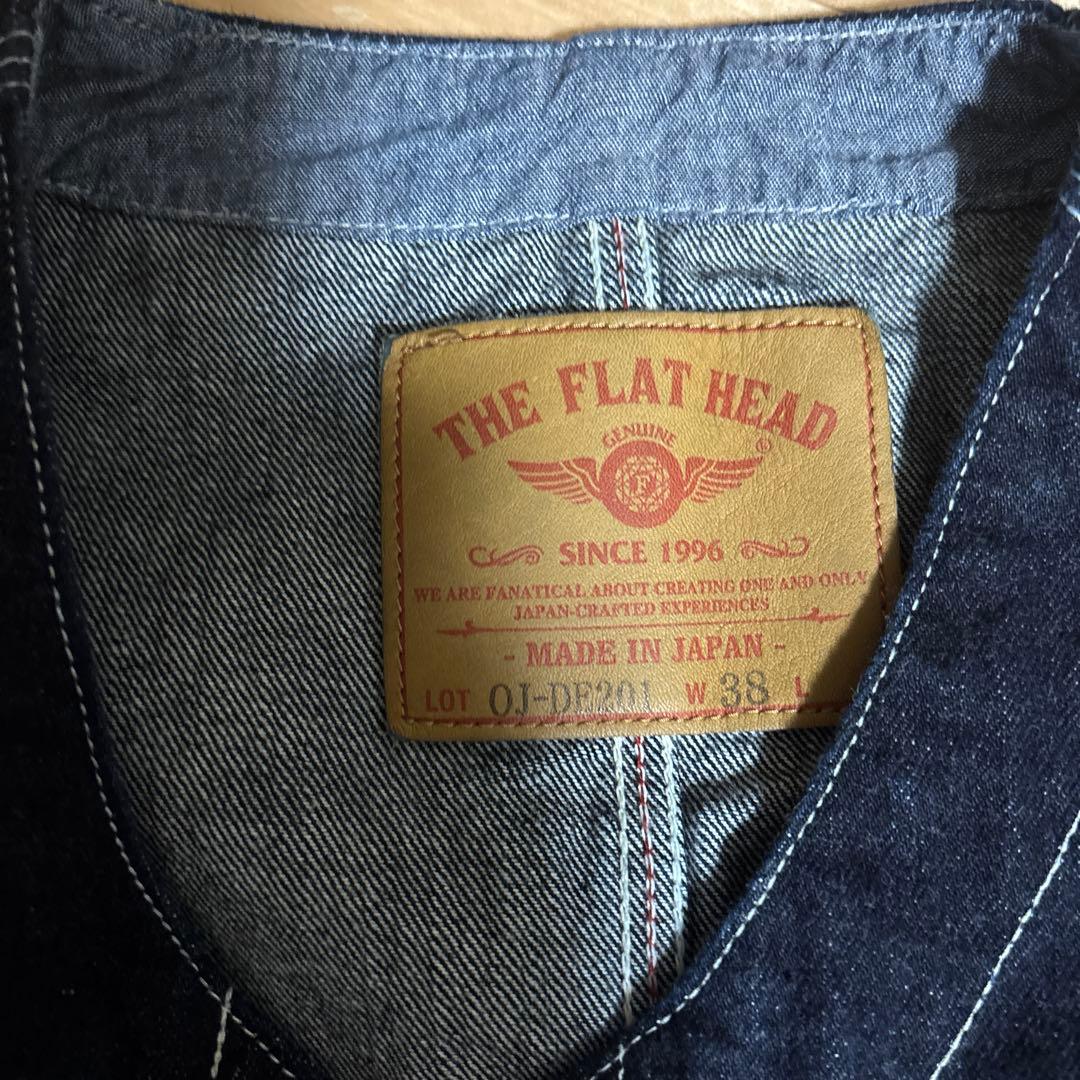 THE FLAT HEAD
GENUINE
®
F
SINCE 1996
WE ARE FANATICAL ABOUT CREATING ONE AND ONLY
JAPAN-CRAFTED EXPERIENCES
- MADE IN JAPAN -
LOT OJ-DE201 W 38 L